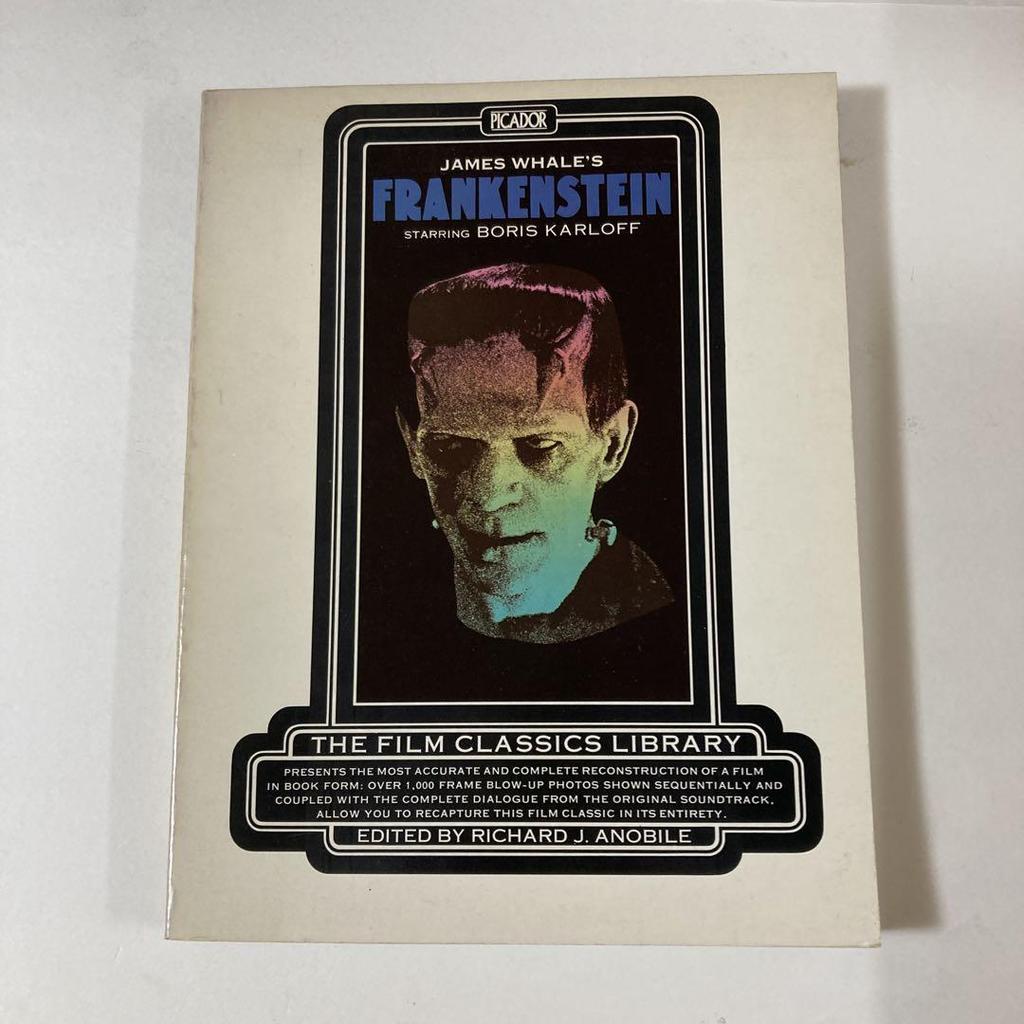 PICADOR
JAMES WHALE'S
FRANKENSTEIN
STARRING BORIS KARLOFF
THE FILM CLASSICS LIBRARY
PRESENTS THE MOST ACCURATE AND COMPLETE RECONSTRUCTION OF A FILM
IN BOOK FORM: OVER 1,000 FRAME BLOW-UP PHOTOS SHOWN SEQUENTIALLY AND
COUPLED WITH THE COMPLETE DIALOGUE FROM THE ORIGINAL SOUNDTRACK,
ALLOW YOU TO RECAPTURE THIS FILM CLASSIC IN ITS ENTIRETY.
EDITED BY RICHARD J. ANOBILE